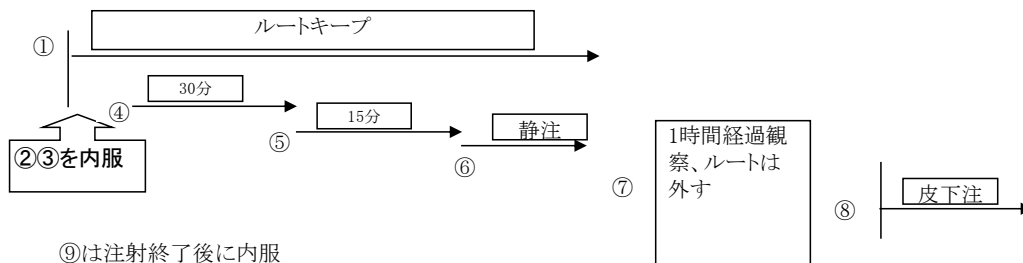 ルートキープ
①
30分
④
15分
⑤
静注
⑥
②③を内服
1時間経過観
察、ルートは
外す
⑦
⑧
皮下注
⑨は注射終了後に内服